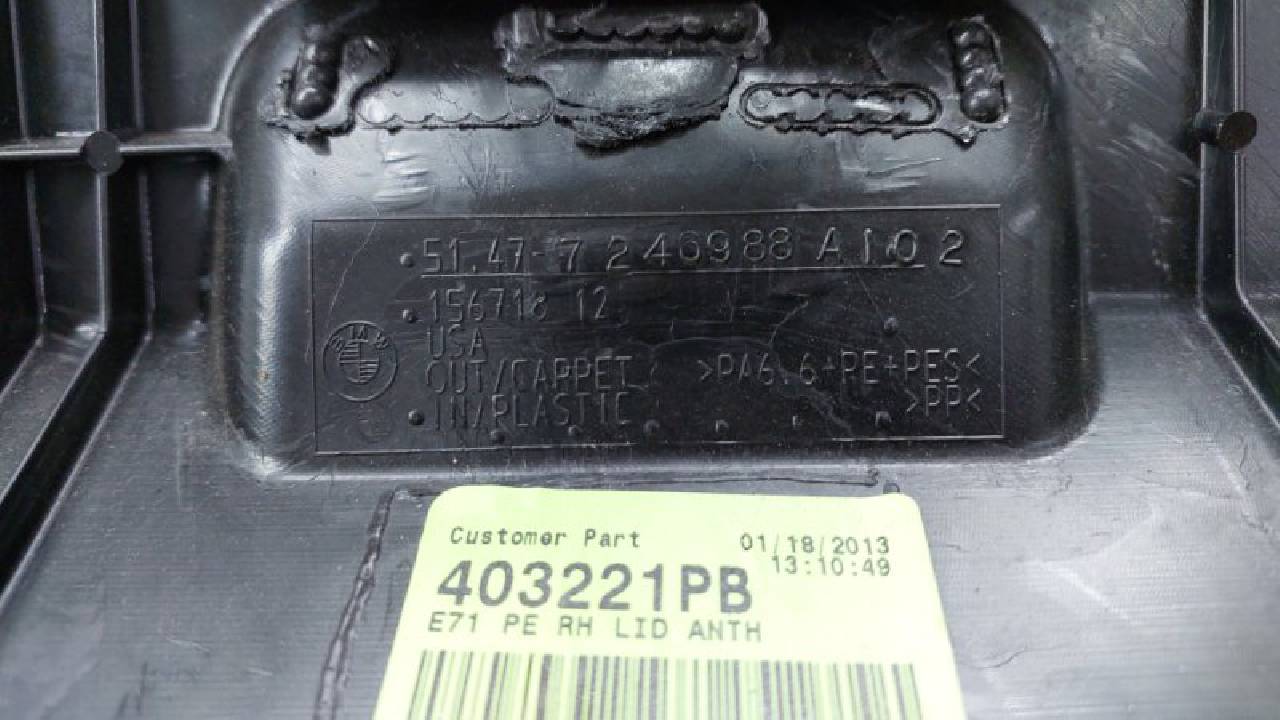 51.47-7 246988 AI02
156718 12
USA
OUT/CARPET >PA6.6+PE+PES<
IN/PLASTIC >PP<
Customer Part
01/18/2013
13:10:49
403221PB
E71 PE RH LID ANTH